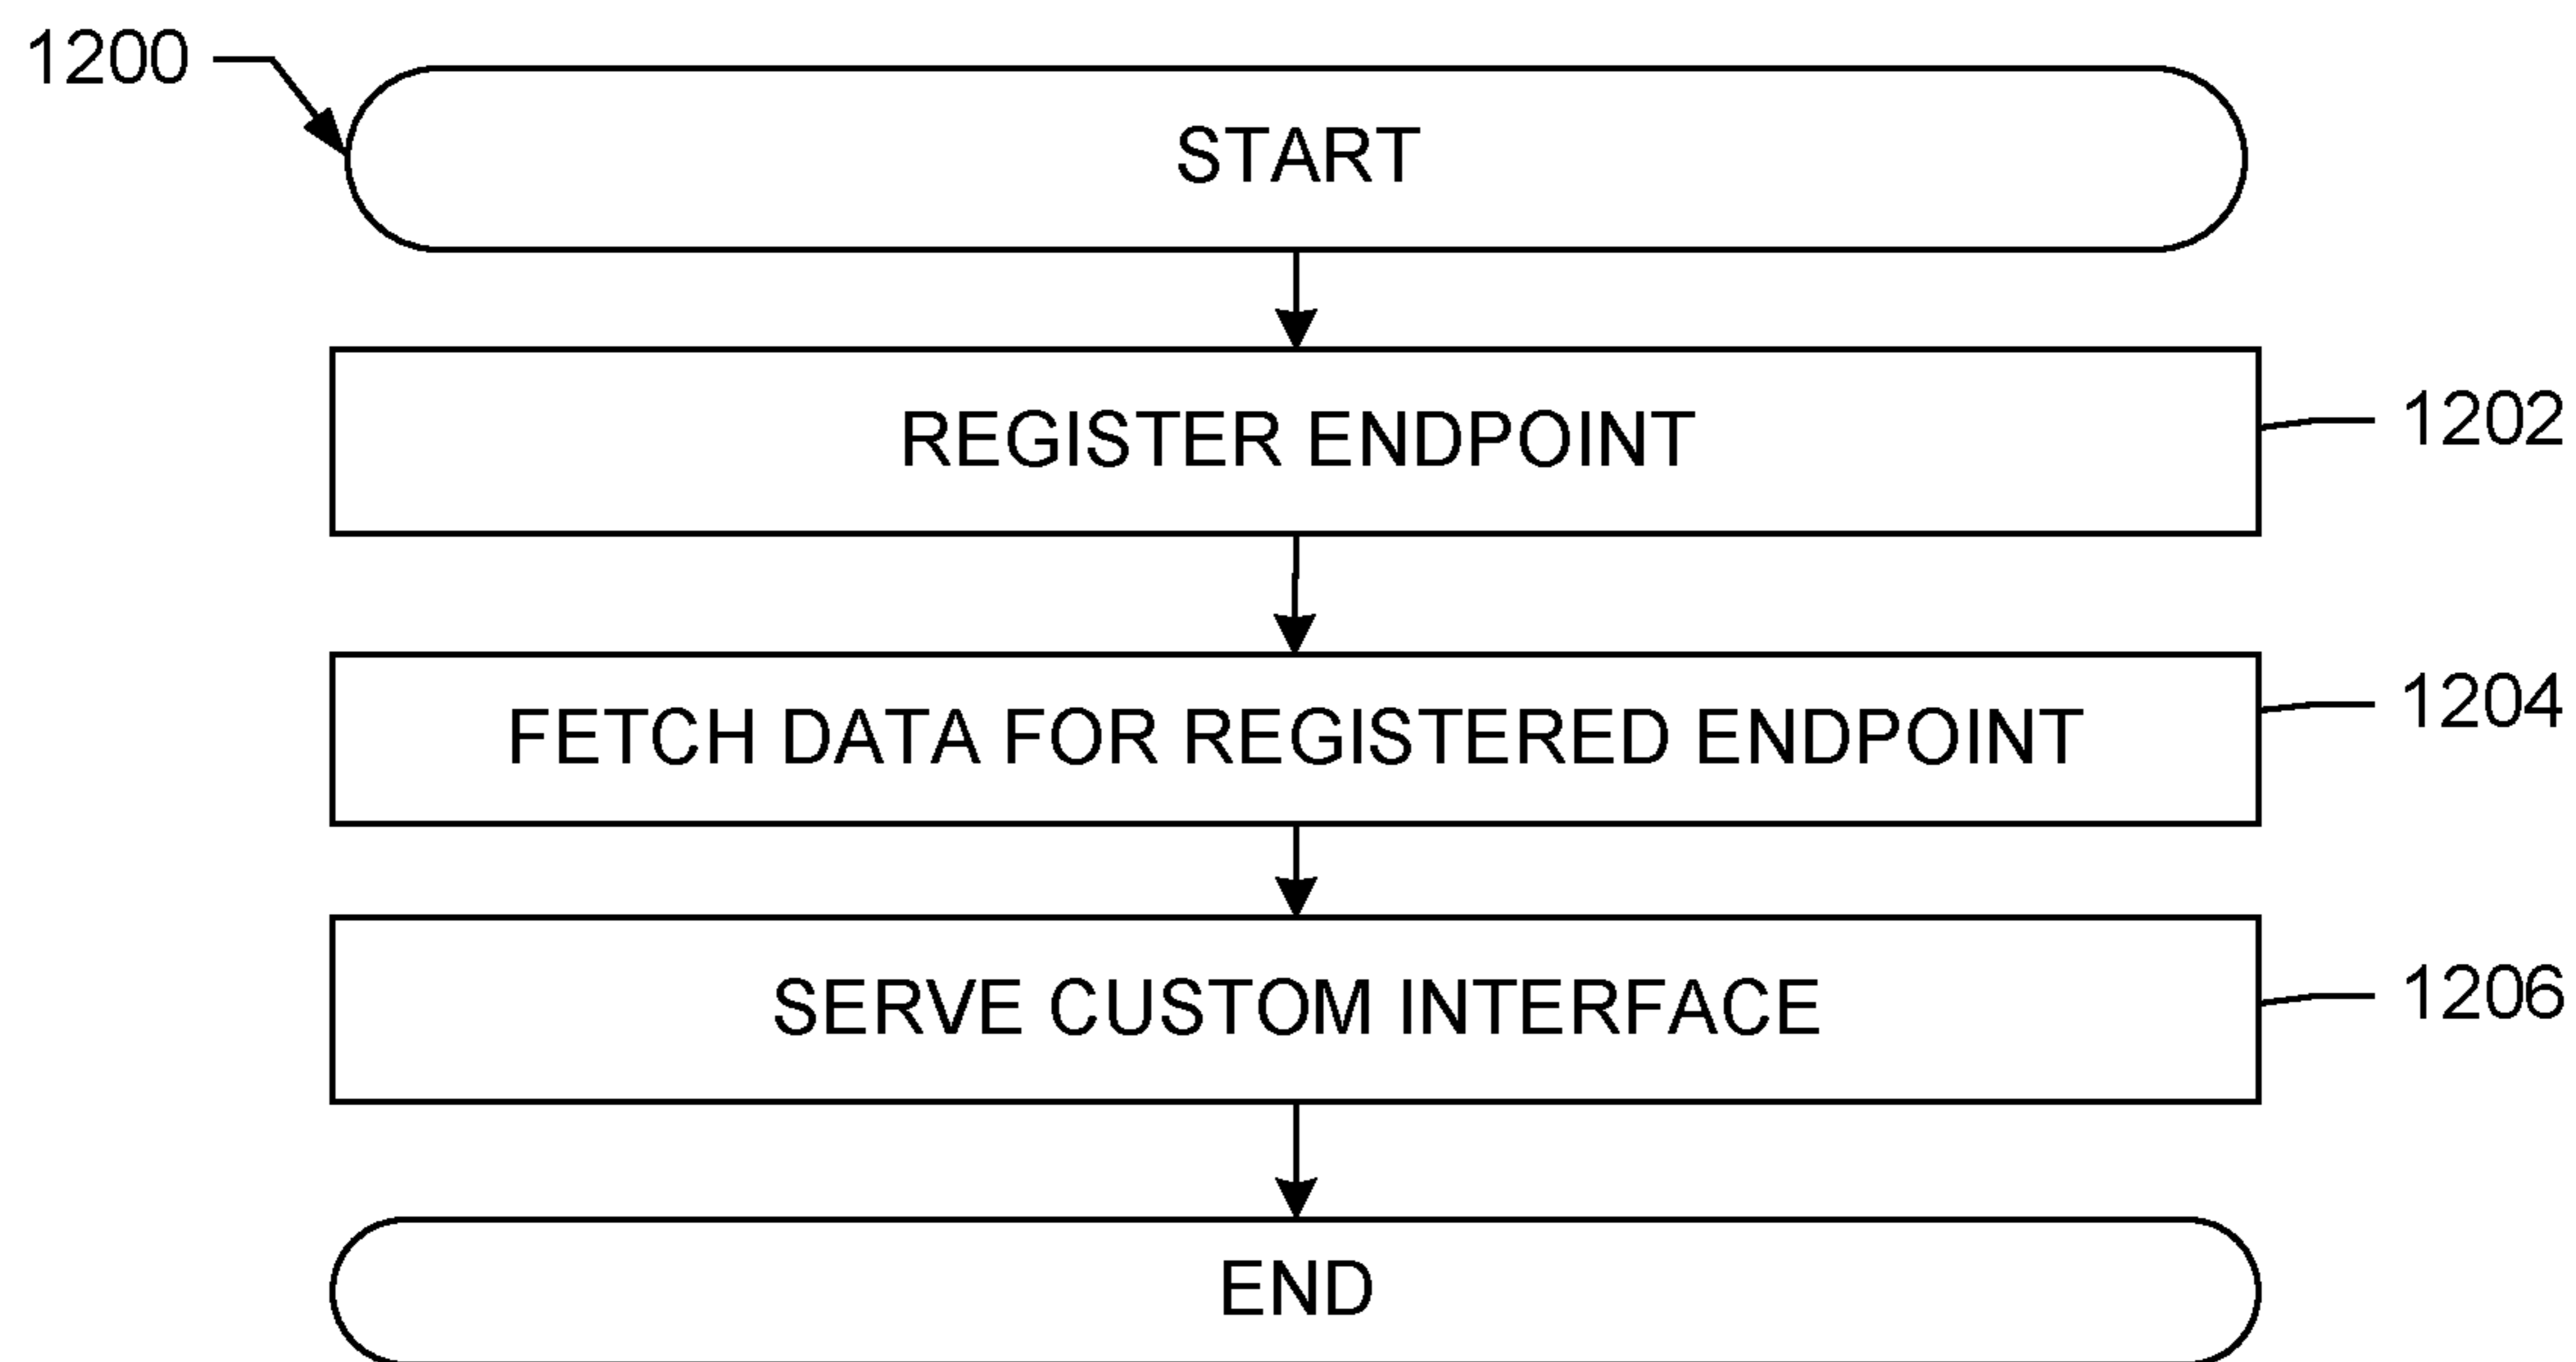 1200
START
REGISTER ENDPOINT
1202
FETCH DATA FOR REGISTERED ENDPOINT
1204
SERVE CUSTOM INTERFACE
1206
END